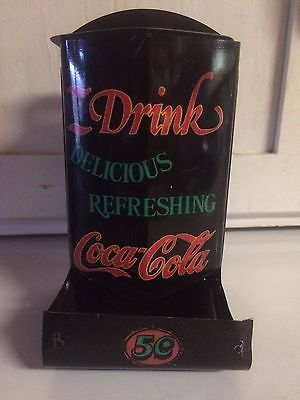 Drink
DELICIOUS
REFRESHING
Coca-Cola
5¢